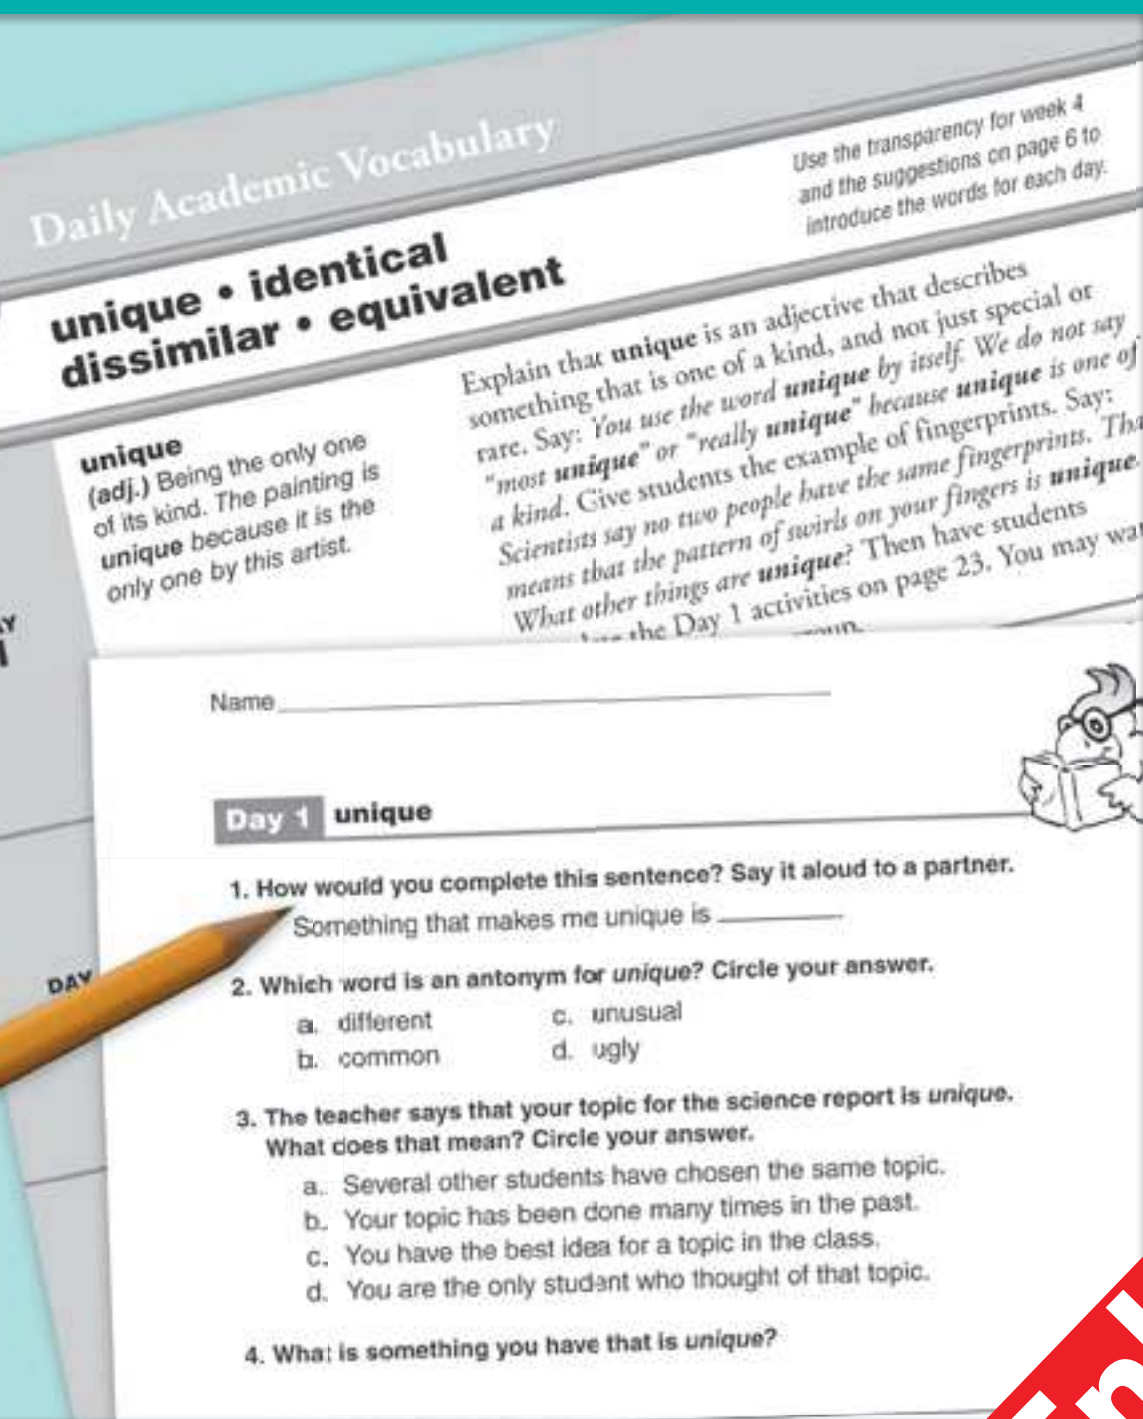 Daily Academic Vocabulary
Use the transparency for week 4
and the suggestions on page 6 to
introduce the words for each day.
unique • identical
dissimilar • equivalent
unique
(adj.) Being the only one
of its kind. The painting is
unique because it is the
only one by this artist.
Explain that unique is an adjective that describes
something that is one of a kind, and not just special or
rare. Say: You use the word unique by itself. We do not say
"most unique" or "really unique" because unique is one of
a kind. Give students the example of fingerprints. Say:
Scientists say no two people have the same fingerprints.
means that the pattern of swirls on your fingers is unique.
What other things are unique? Then have students
the Day 1 activities on page 23. You may
DAY
Name
Day 1 unique
1. How would you complete this sentence? Say it aloud to a partner.
Something that makes me unique is
2. Which word is an antonym for unique? Circle your answer.
a. different c. unusual
b. common d. ugly
3. The teacher says that your topic for the science report is unique.
What does that mean? Circle your answer.
a. Several other students have chosen the same topic.
b. Your topic has been done many times in the past.
c. You have the best idea for a topic in the class.
d. You are the only student who thought of that topic.
4. What is something you have that is unique?